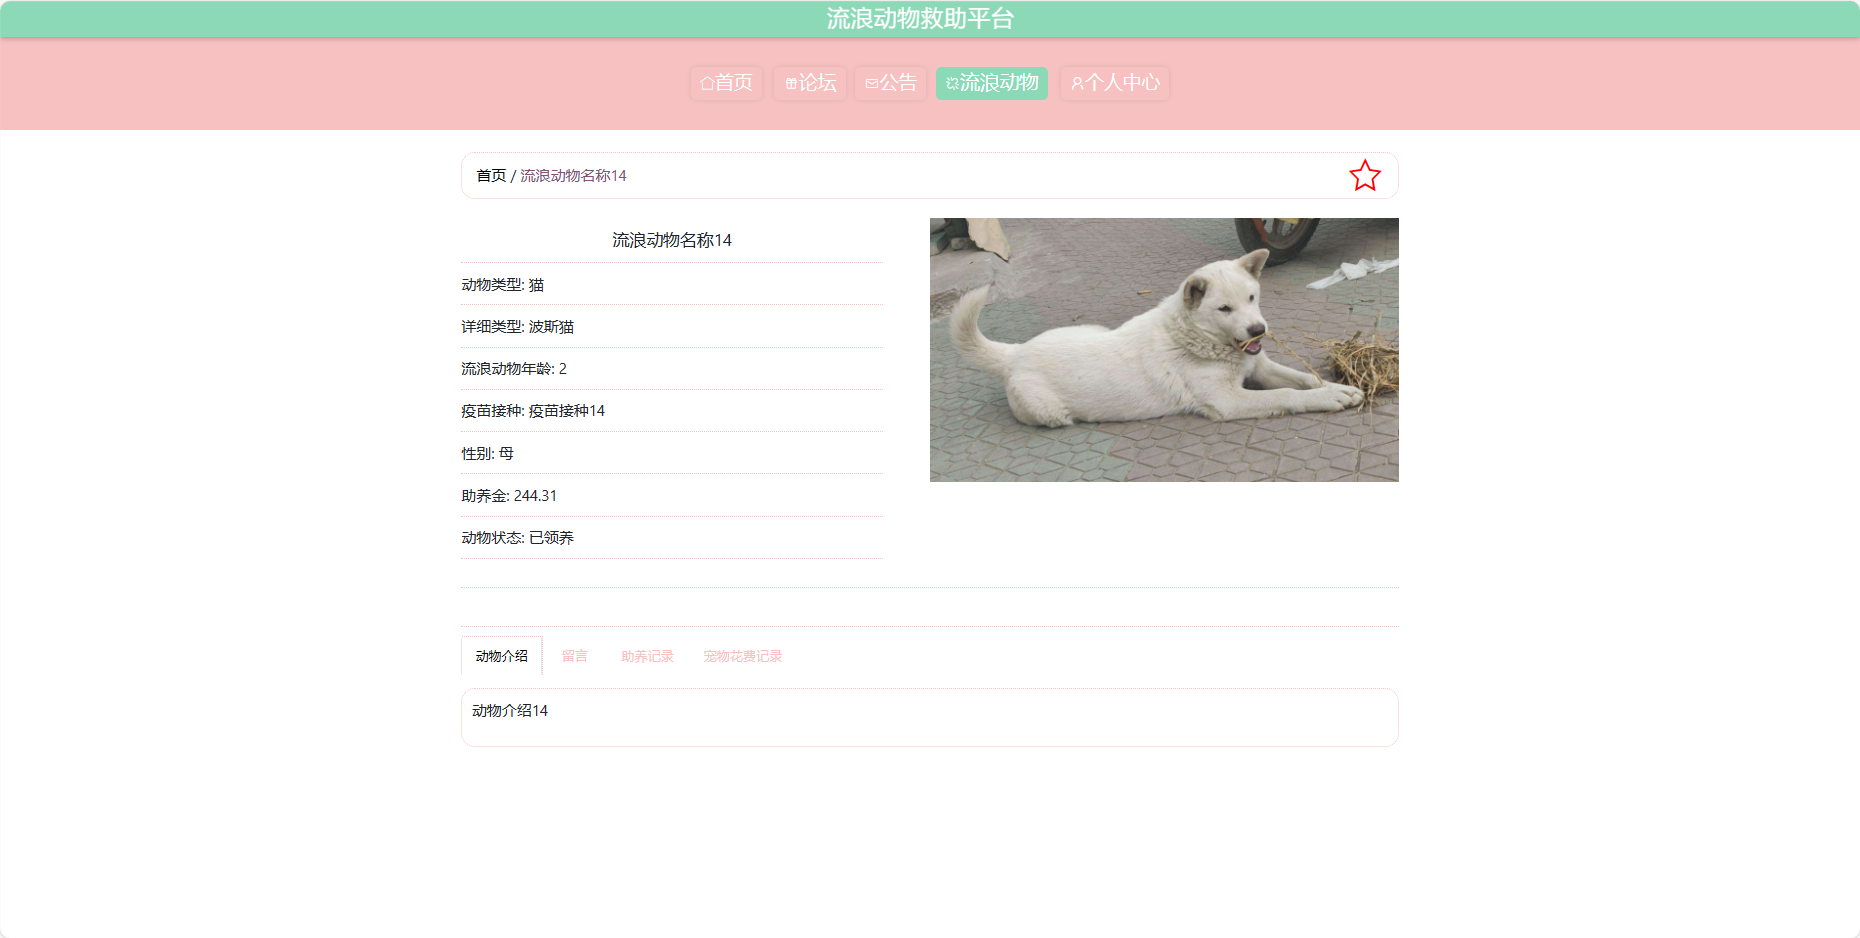 流浪动物救助平台
首页 论坛 公告 流浪动物 个人中心
首页 / 流浪动物名称14
流浪动物名称14
动物类型: 猫
详细类型: 波斯猫
流浪动物年龄: 2
疫苗接种: 疫苗接种14
性别: 母
助养金: 244.31
动物状态: 已领养
动物介绍 留言 助养记录 宠物花费记录
动物介绍14